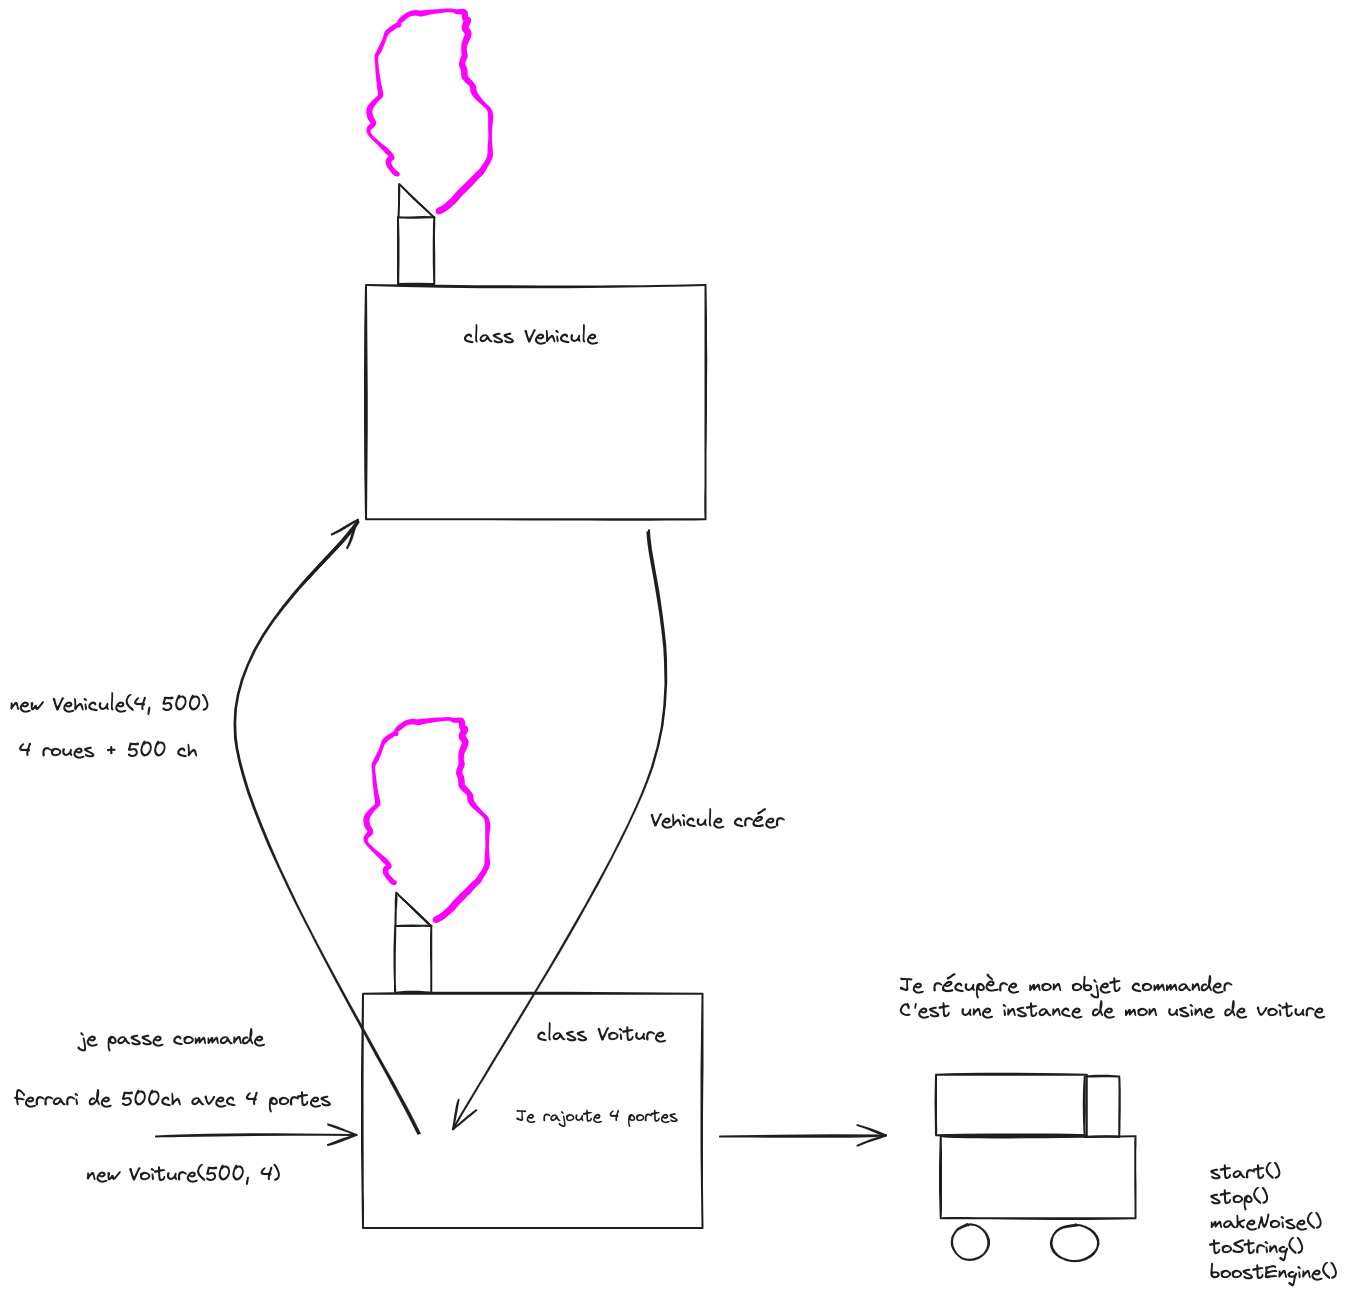 class Vehicule
new Vehicule(4, 500)
4 roues + 500 ch
Vehicule créer
Je récupère mon objet commander
C'est une instance de mon usine de voiture
je passe commande
class Voiture
ferrari de 500ch avec 4 portes
Je rajoute 4 portes
new Voiture(500, 4)
start()
stop()
makeNoise()
toString()
boostEngine()